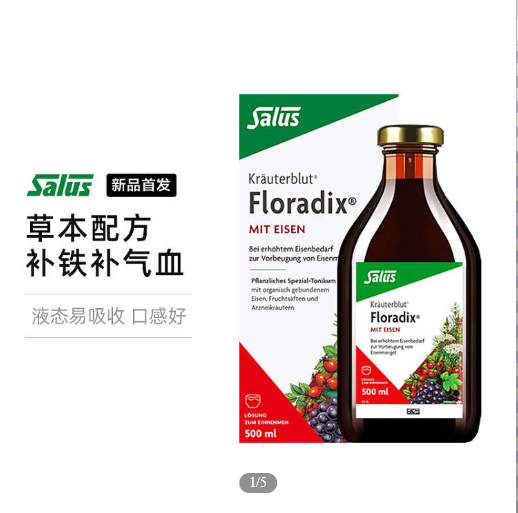 Salus 新品首发
草本配方
补铁补气血
液态易吸收 口感好
Salus
Kräuterblut®
Floradix®
MIT EISEN
Bei erhöhtem Eisenbedarf
zur Vorbeugung von Eisenm
Pflanzliches Spezial-Tonikum
mit organisch gebundenem
Eisen, Fruchtsäften und
Arzneikräutern
LÖSUNG
ZUM EINNEHMEN
500 ml
Salus
Kräuterblut®
Floradix®
MIT EISEN
Bei erhöhtem Eisenbedarf
zur Vorbeugung von
Eisenmangel
LÖSUNG
ZUM EINNEHMEN
500 ml
1/5